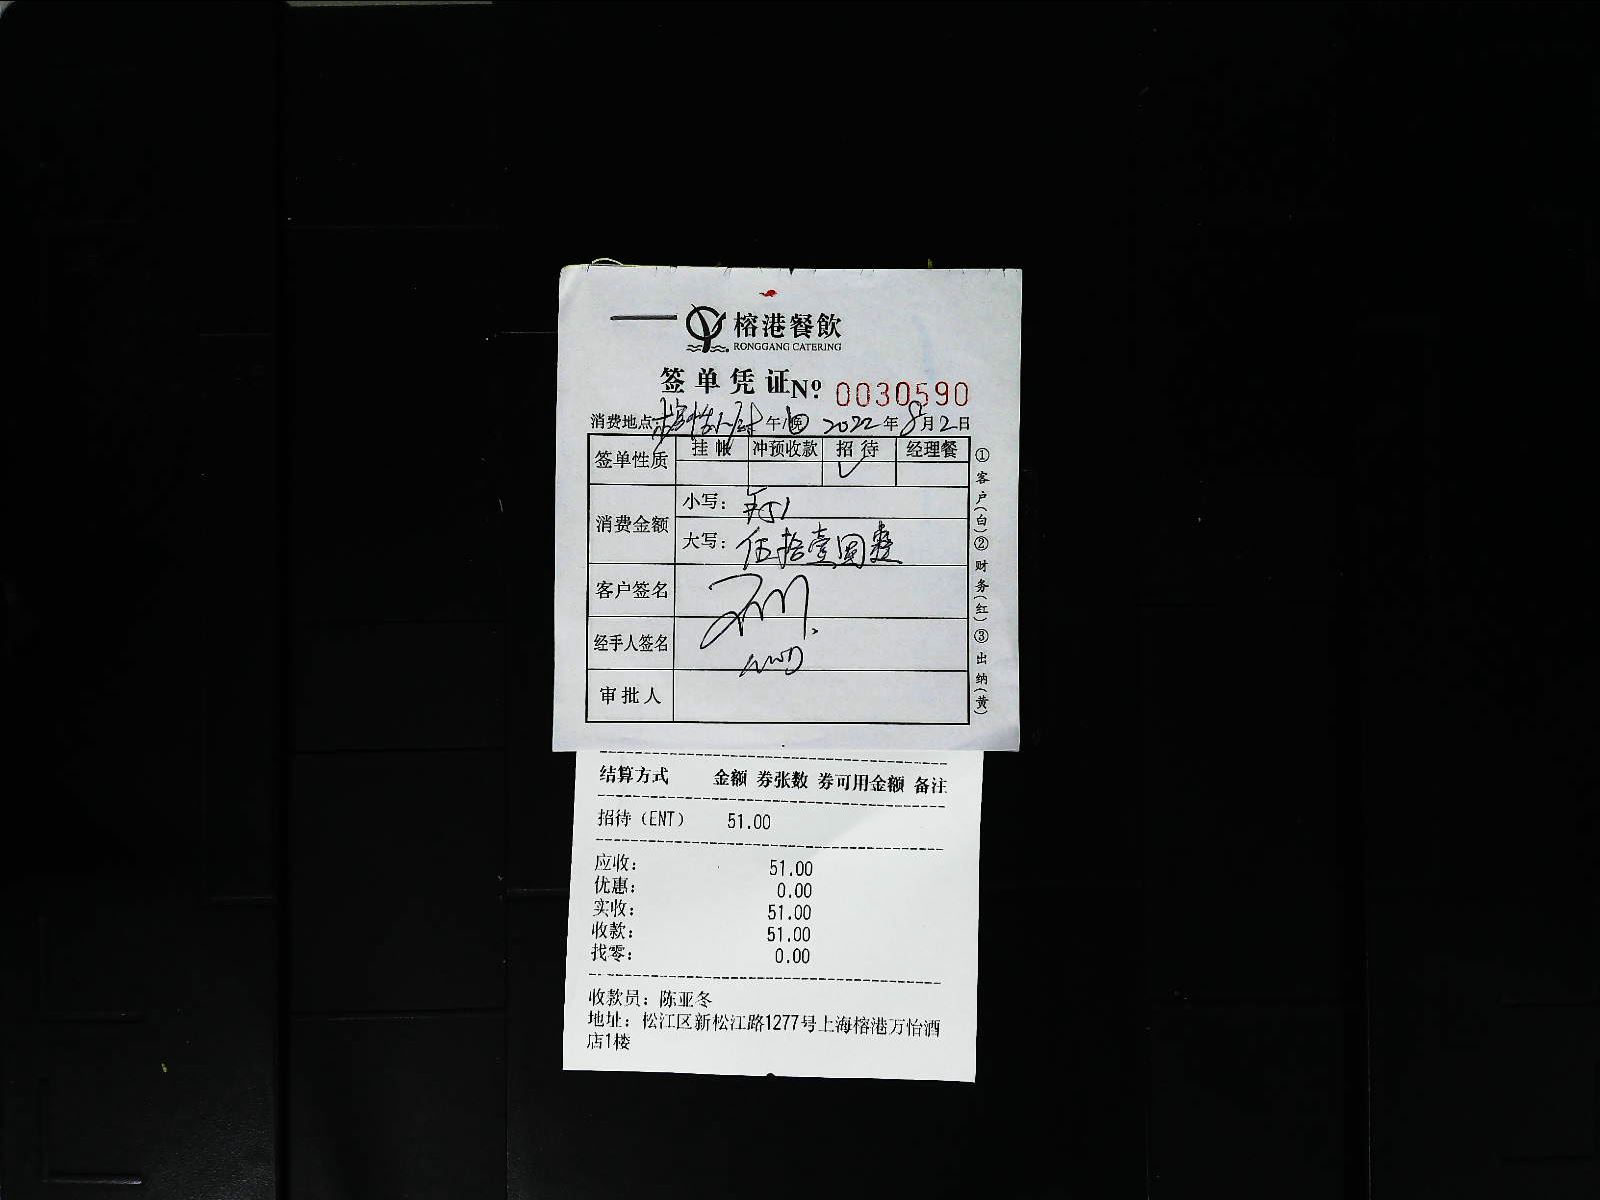 榕港餐飲
RONGGANG CATERING
签单凭证 Nº: 0030590
消费地点: 午/晚 2022年8月2日
签单性质 挂帐 冲预收款 招待 经理餐
✓
消费金额 小写: ¥51
大写: 伍拾壹圆整
客户签名
经手人签名
审批人
①客户(白)②财务(红)③出纳(黄)
结算方式 金额 券张数 券可用金额 备注
招待(ENT) 51.00
应收: 51.00
优惠: 0.00
实收: 51.00
收款: 51.00
找零: 0.00
收款员: 陈亚冬
地址: 松江区新松江路1277号上海榕港万怡酒
店1楼